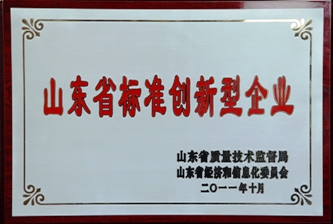 山东省标准创新型企业
山东省质量技术监督局
山东省经济和信息化委员会
二〇一一年十月